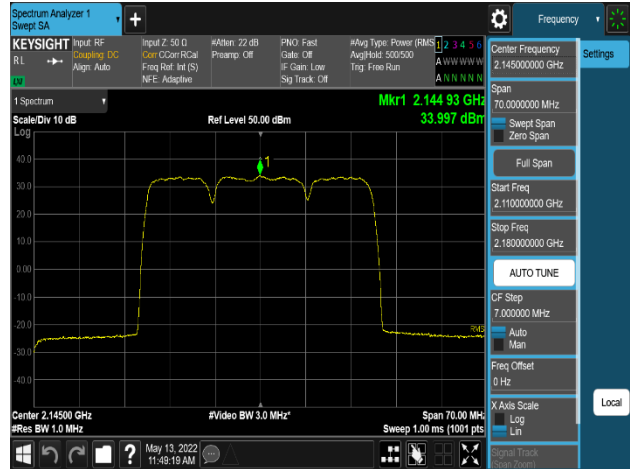 Spectrum Analyzer 1
Swept SA
+
Frequency
KEYSIGHT
RL
Input: RF
Coupling: DC
Align: Auto
Input Z: 50 Ω
Corr CCorr RCal
Freq Ref: Int (S)
NFE: Adaptive
#Atten: 22 dB
Preamp: Off
PNO: Fast
Gate: Off
IF Gain: Low
Sig Track: Off
#Avg Type: Power (RMS
Avg|Hold: 500/500
Trig: Free Run
1 2 3 4 5 6
A W W W W W
A N N N N N
1 Spectrum
Scale/Div 10 dB
Ref Level 50.00 dBm
Mkr1 2.144 93 GHz
33.997 dBm
Log
1
40.0
30.0
20.0
10.0
0.00
-10.0
-20.0
-30.0
-40.0
RMS
Center 2.14500 GHz
#Video BW 3.0 MHz*
Span 70.00 MHz
#Res BW 1.0 MHz
Sweep 1.00 ms (1001 pts
?
May 13, 2022
11:49:19 AM
Center Frequency
2.145000000 GHz
Settings
Span
70.0000000 MHz
Swept Span
Zero Span
Full Span
Start Freq
2.110000000 GHz
Stop Freq
2.180000000 GHz
AUTO TUNE
CF Step
7.000000 MHz
Auto
Man
Freq Offset
0 Hz
X Axis Scale
Log
Lin
Local
Signal Track
(Span Zoom)